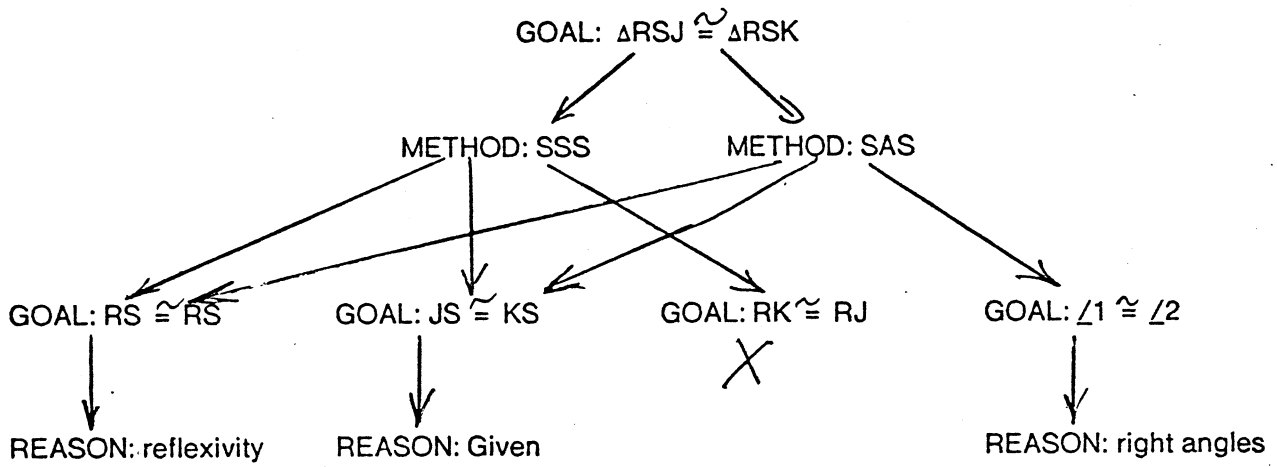 GOAL: ΔRSJ ≅ ΔRSK
METHOD: SSS METHOD: SAS
GOAL: RS ≅ RS GOAL: JS ≅ KS GOAL: RK ≅ RJ GOAL: ∠1 ≅ ∠2
X
REASON: reflexivity REASON: Given REASON: right angles